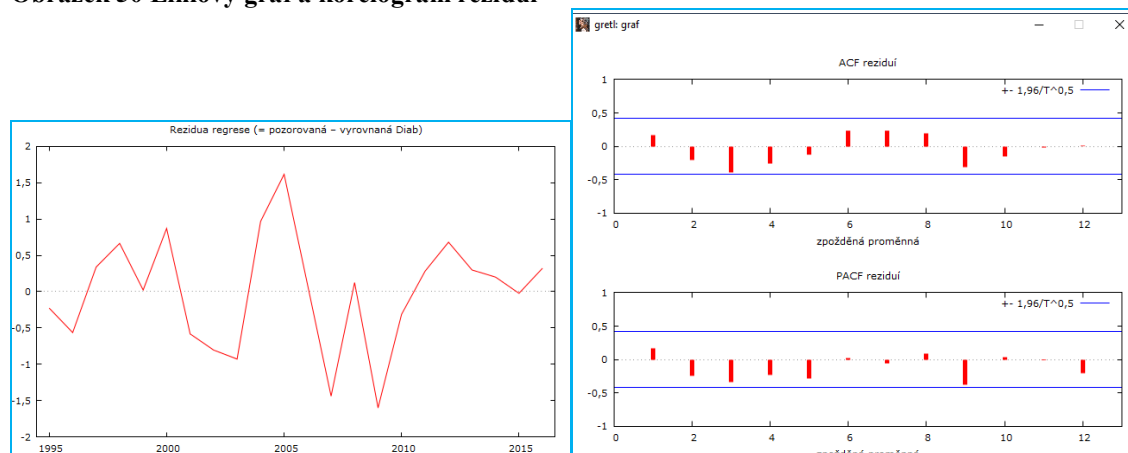 gretl: graf
Rezidua regrese (= pozorovaná – vyrovnaná Diab)
2
1,5
1
0,5
0
-0,5
-1
-1,5
-2
1995 2000 2005 2010 2015
ACF reziduí
+- 1,96/T^0,5
1
0,5
0
-0,5
-1
0 2 4 6 8 10 12
zpožděná proměnná
PACF reziduí
+- 1,96/T^0,5
1
0,5
0
-0,5
-1
0 2 4 6 8 10 12